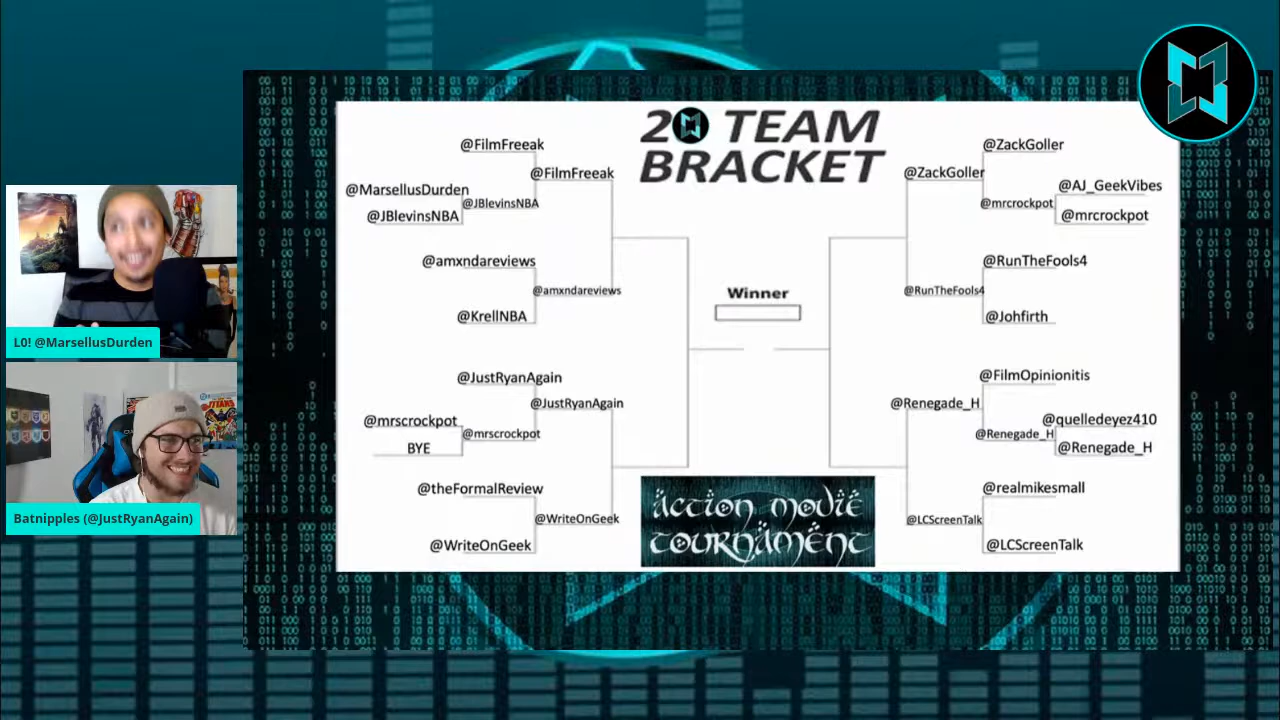 20 TEAM
BRACKET
@FilmFreeak
@FilmFreeak
@MarsellusDurden
@JBlevinsNBA
@JBlevinsNBA
@amxndareviews
@amxndareviews
@KrellNBA
@JustRyanAgain
@JustRyanAgain
@mrscrockpot
@mrscrockpot
BYE
@theFormalReview
@WriteOnGeek
@WriteOnGeek
Winner
@ZackGoller
@ZackGoller
@AJ_GeekVibes
@mrcrockpot
@mrcrockpot
@RunTheFools4
@RunTheFools4
@Johfirth
@FilmOpinionitis
@Renegade_H
@quelledeyez410
@Renegade_H
@Renegade_H
@realmikesmall
@LCScreenTalk
@LCScreenTalk
ACTION MOVIE
TOURNAMENT
L0! @MarsellusDurden
Batnipples (@JustRyanAgain)